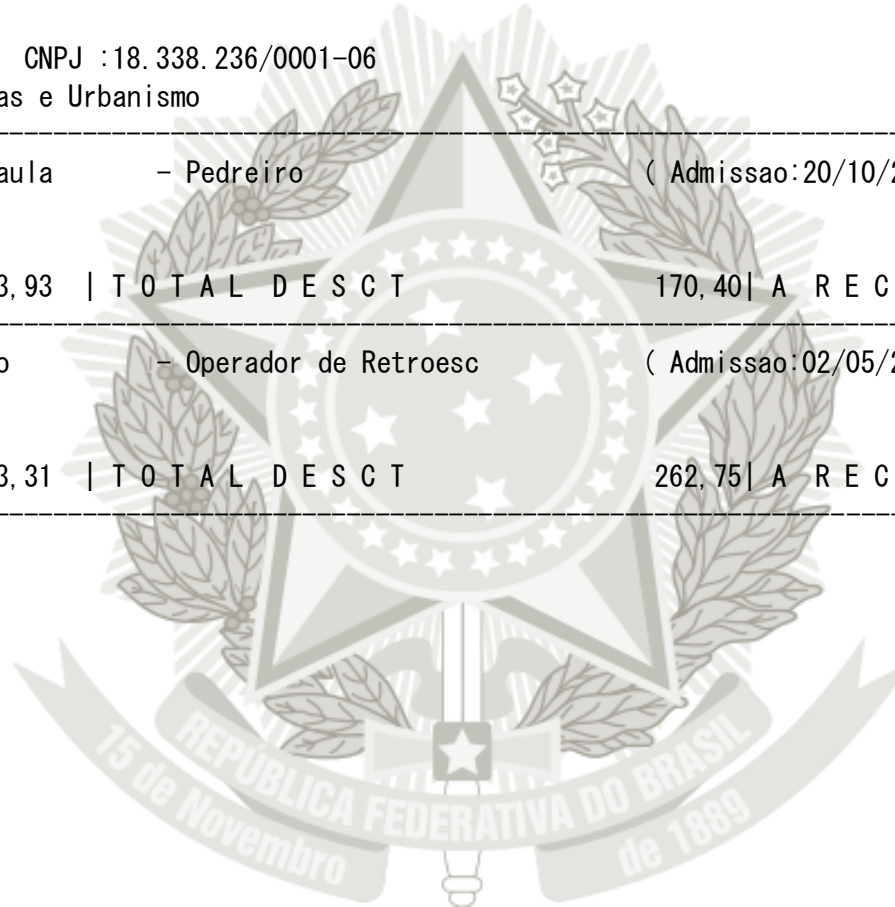 CNPJ :18.338.236/0001-06
as e Urbanismo
aula - Pedreiro ( Admissao:20/10/2
3,93 | T O T A L D E S C T 170,40| A R E C
o - Operador de Retroesc ( Admissao:02/05/2
3,31 | T O T A L D E S C T 262,75| A R E C
REPÚBLICA FEDERATIVA DO BRASIL
15 de Novembro de 1889